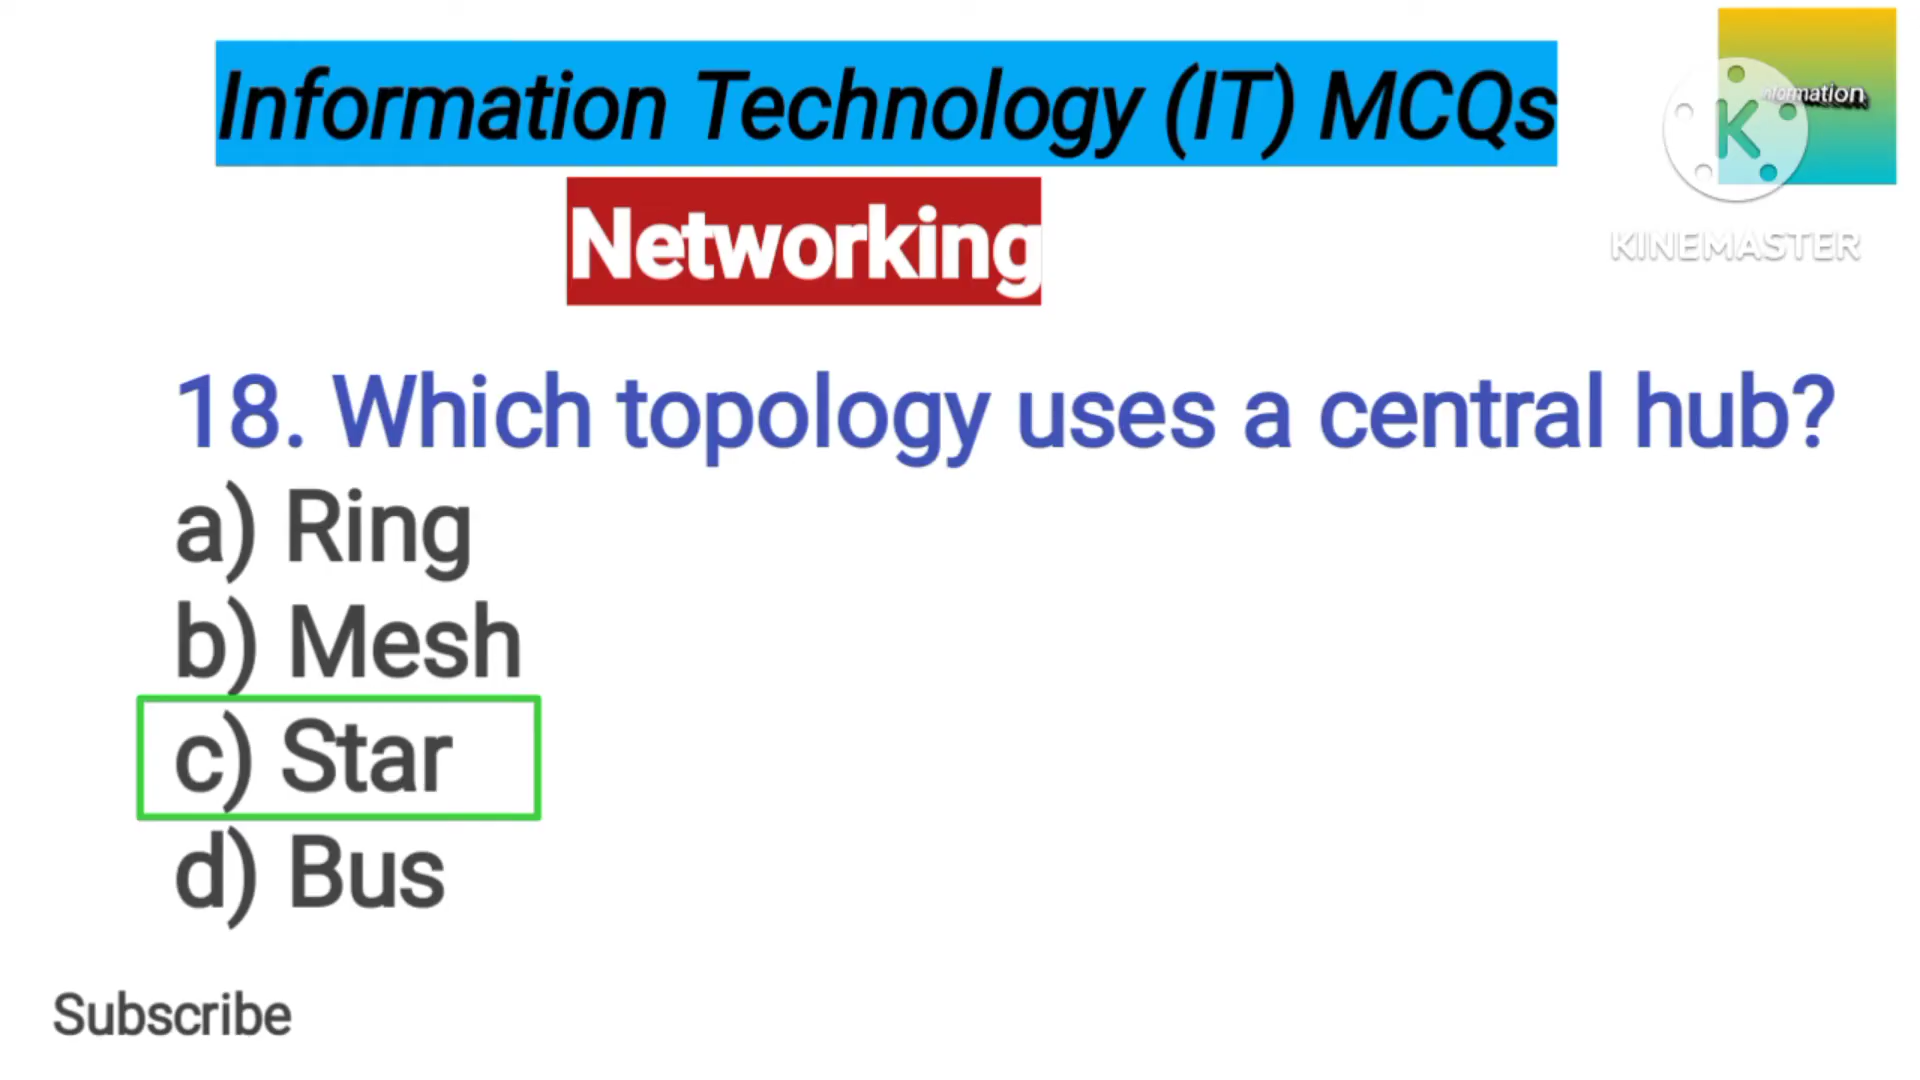 Information Technology (IT) MCQs
Networking
KINEMASTER
18. Which topology uses a central hub?
a) Ring
b) Mesh
c) Star
d) Bus
Subscribe